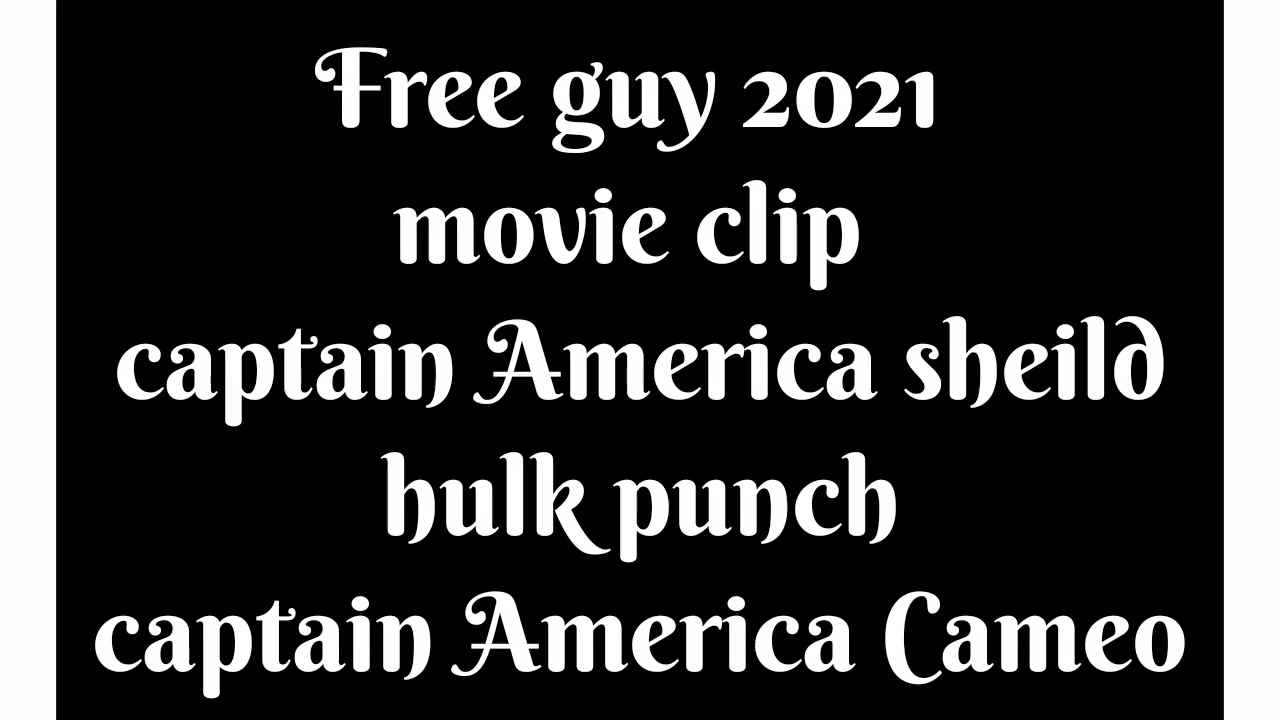 Free guy 2021
movie clip
captain America sheild
hulk punch
captain America Cameo